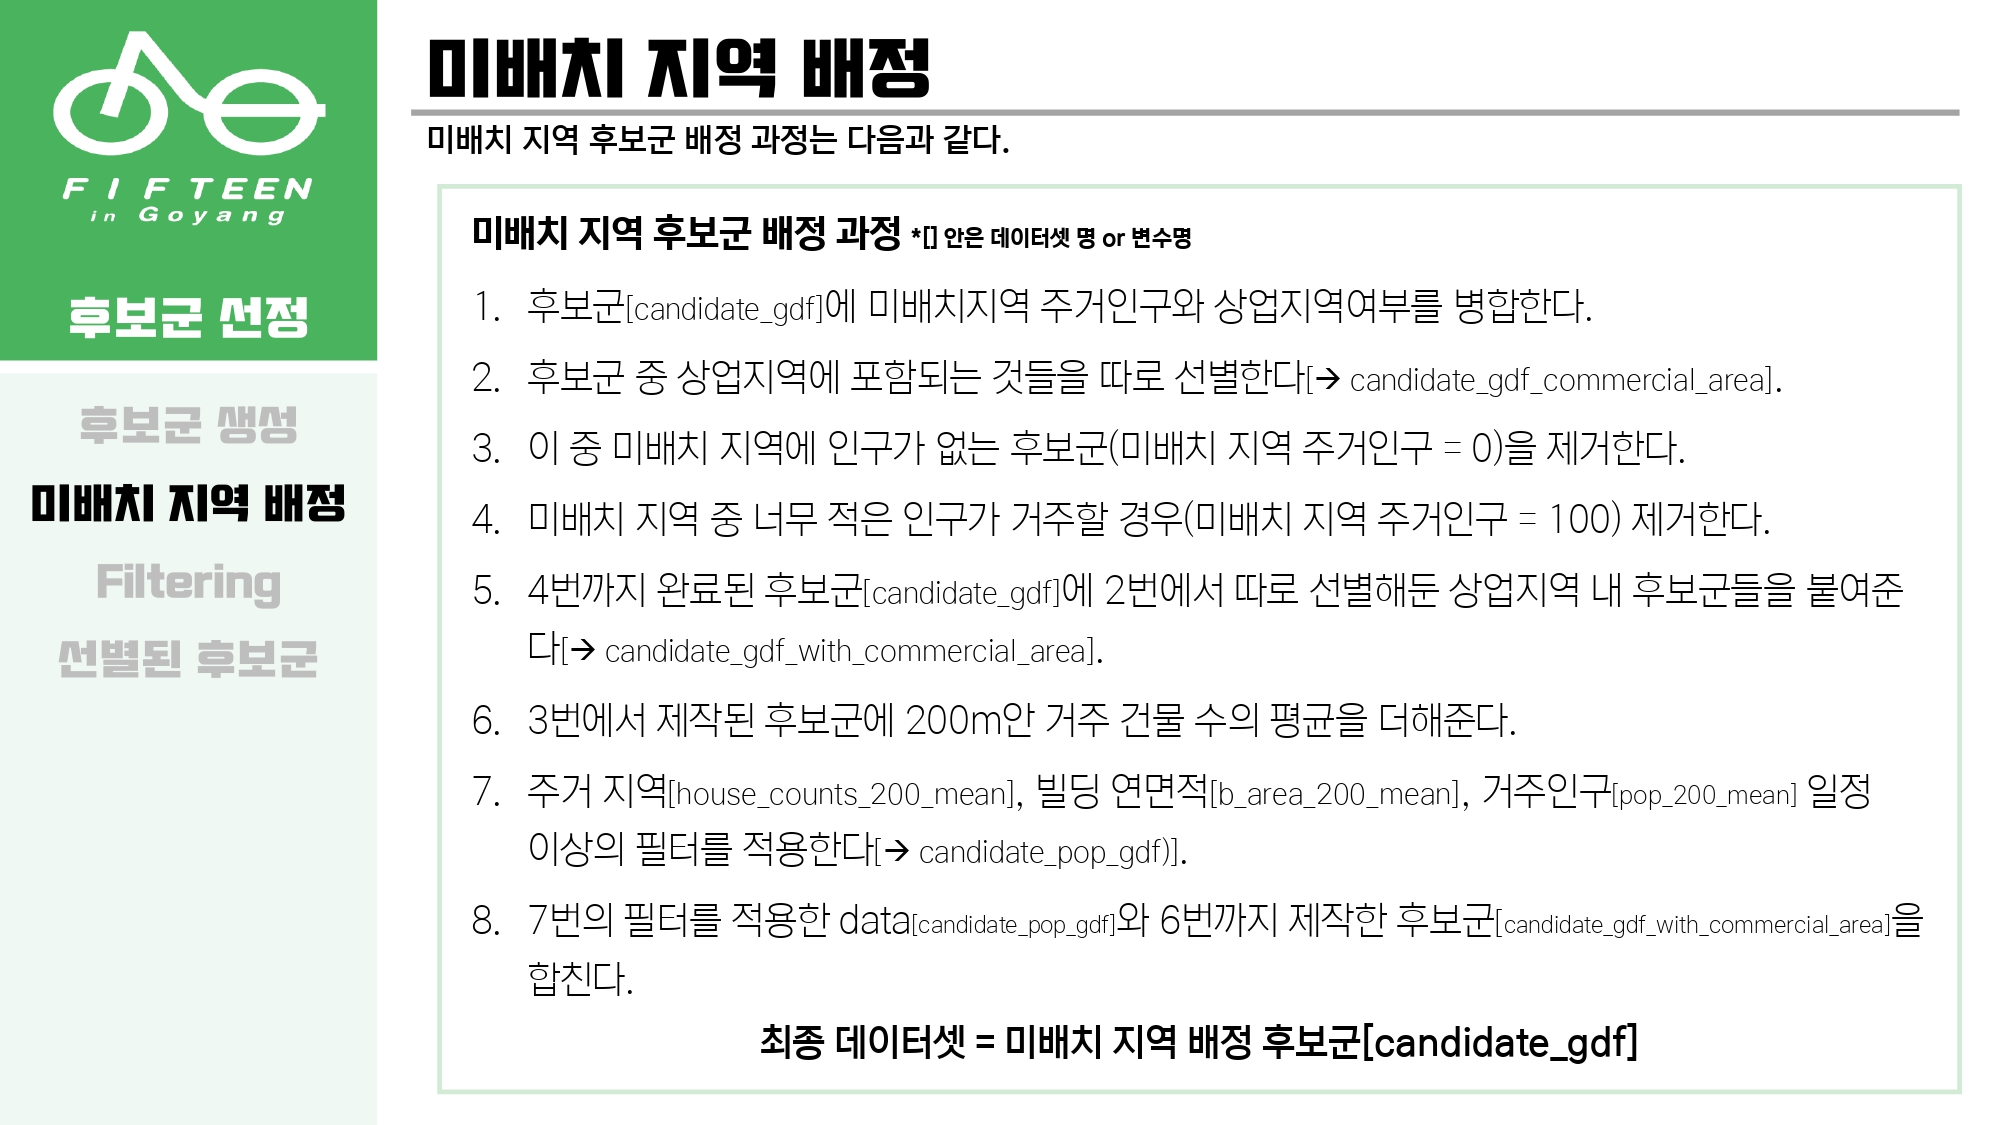 FIFTEEN
in Goyang
후보군 선정
후보군 생성
미배치 지역 배정
Filtering
선별된 후보군
미배치 지역 배정
미배치 지역 후보군 배정 과정는 다음과 같다.
미배치 지역 후보군 배정 과정 *[] 안은 데이터셋 명 or 변수명
1. 후보군[candidate_gdf]에 미배치지역 주거인구와 상업지역여부를 병합한다.
2. 후보군 중 상업지역에 포함되는 것들을 따로 선별한다[→ candidate_gdf_commercial_area].
3. 이 중 미배치 지역에 인구가 없는 후보군(미배치 지역 주거인구 = 0)을 제거한다.
4. 미배치 지역 중 너무 적은 인구가 거주할 경우(미배치 지역 주거인구 = 100) 제거한다.
5. 4번까지 완료된 후보군[candidate_gdf]에 2번에서 따로 선별해둔 상업지역 내 후보군들을 붙여준
다[→ candidate_gdf_with_commercial_area].
6. 3번에서 제작된 후보군에 200m안 거주 건물 수의 평균을 더해준다.
7. 주거 지역[house_counts_200_mean], 빌딩 연면적[b_area_200_mean], 거주인구[pop_200_mean] 일정
이상의 필터를 적용한다[→ candidate_pop_gdf)].
8. 7번의 필터를 적용한 data[candidate_pop_gdf]와 6번까지 제작한 후보군[candidate_gdf_with_commercial_area]을
합친다.
최종 데이터셋 = 미배치 지역 배정 후보군[candidate_gdf]